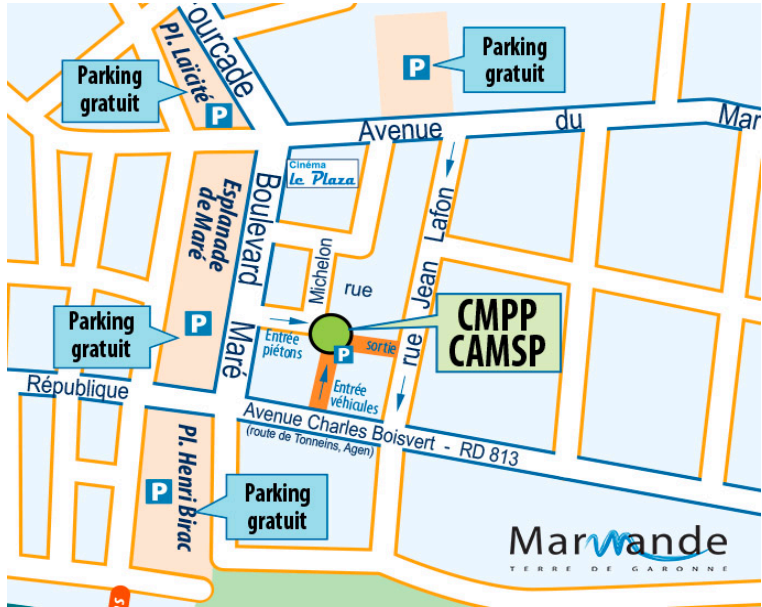 ourcade
Pl. Laïcité
Parking
gratuit
P
P
Parking
gratuit
Avenue du Mar
Cinéma
le Plaza
Esplanade
de Maré
Boulevard Maré
Michelon
rue
rue Jean Lafon
CMPP
CAMSP
Parking
gratuit
P
Entrée
piétons
P
sortie
Entrée
véhicules
République
Avenue Charles Boisvert - RD 813
(route de Tonneins, Agen)
Pl. Henri Birac
P
Parking
gratuit
Marmande
TERRE DE GARONNE